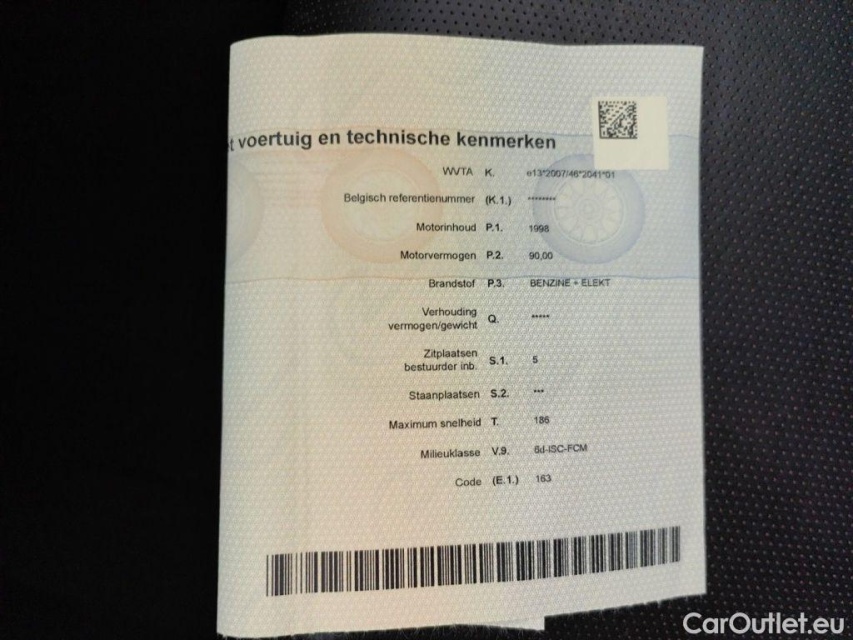 t voertuig en technische kenmerken
WVTA K. e13*2007/46*2041*01
Belgisch referentienummer (K.1.) ********
Motorinhoud P.1. 1998
Motorvermogen P.2. 90,00
Brandstof P.3. BENZINE + ELEKT
Verhouding
vermogen/gewicht Q. *****
Zitplaatsen
bestuurder inb. S.1. 5
Staanplaatsen S.2. ***
Maximum snelheid T. 186
Milieuklasse V.9. 6d-ISC-FCM
Code (E.1.) 163
CarOutlet.eu